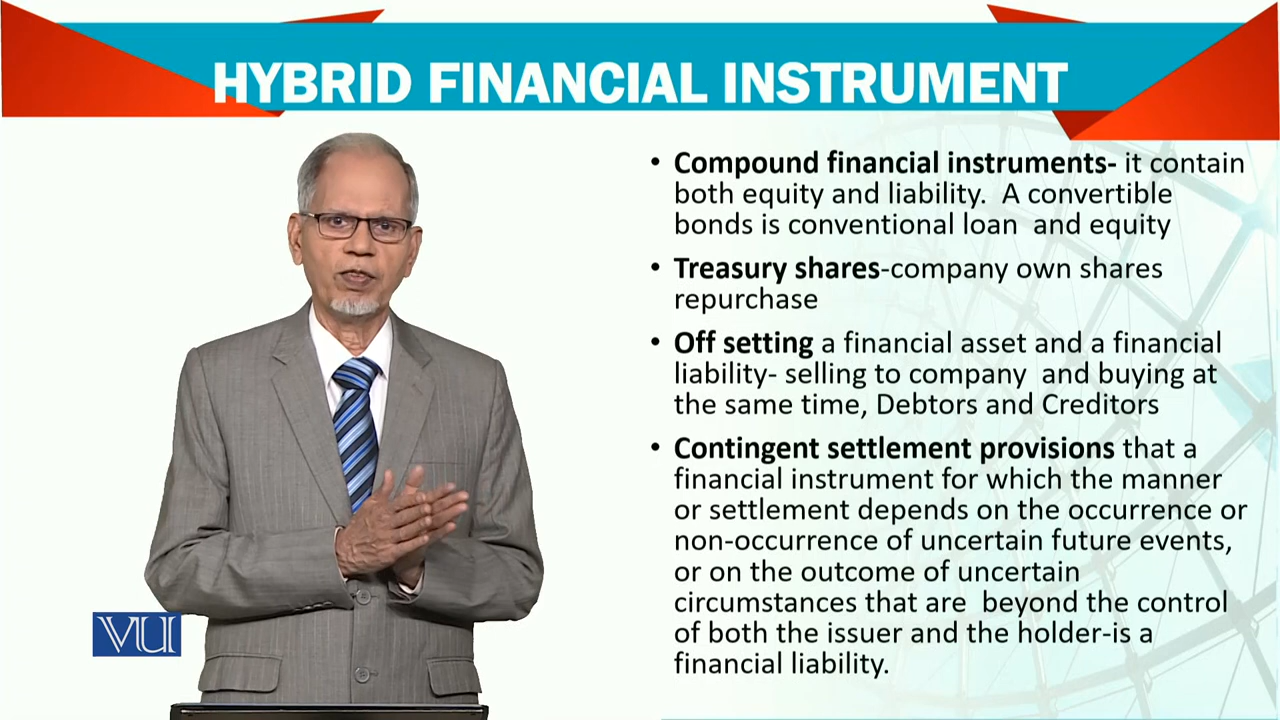 HYBRID FINANCIAL INSTRUMENT
• Compound financial instruments- it contain
both equity and liability.  A convertible
bonds is conventional loan  and equity
• Treasury shares-company own shares
repurchase
• Off setting a financial asset and a financial
liability- selling to company  and buying at
the same time, Debtors and Creditors
• Contingent settlement provisions that a
financial instrument for which the manner
or settlement depends on the occurrence or
non-occurrence of uncertain future events,
or on the outcome of uncertain
circumstances that are  beyond the control
of both the issuer and the holder-is a
financial liability.
VU